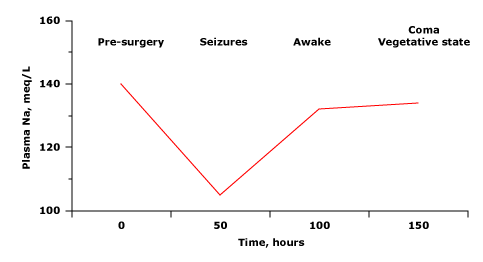 160
Coma
Pre-surgery Seizures Awake Vegetative state
140
Plasma Na, meq/L
120
100
0 50 100 150
Time, hours